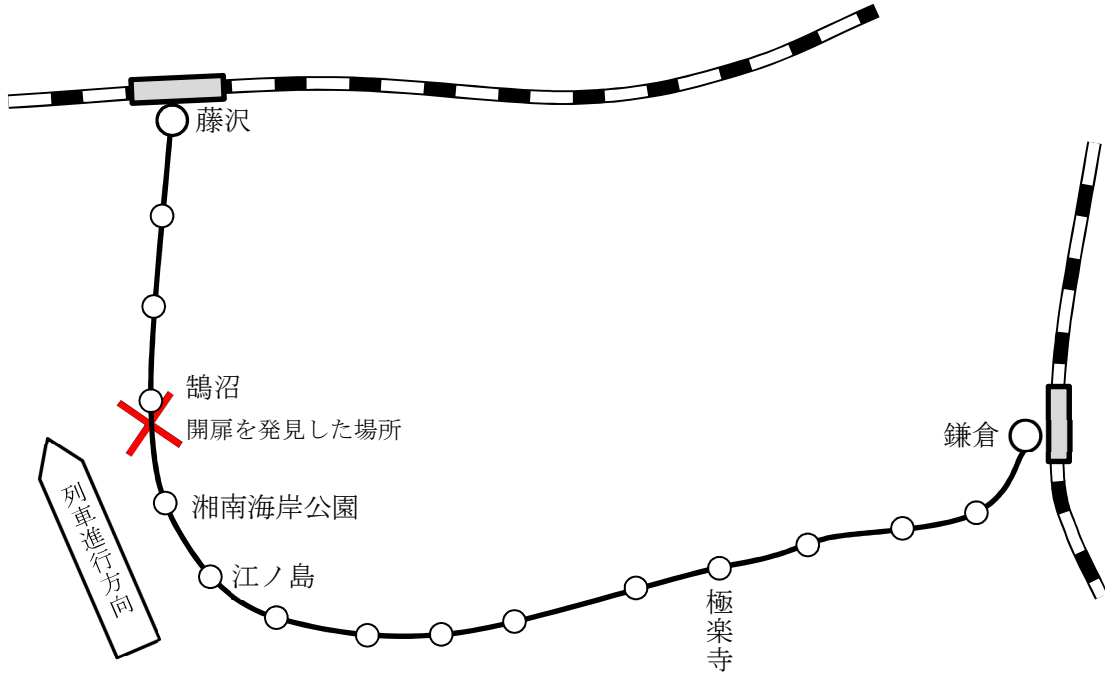 藤沢
鵠沼
開扉を発見した場所
鎌倉
湘南海岸公園
江ノ島
列車進行方向
極楽寺